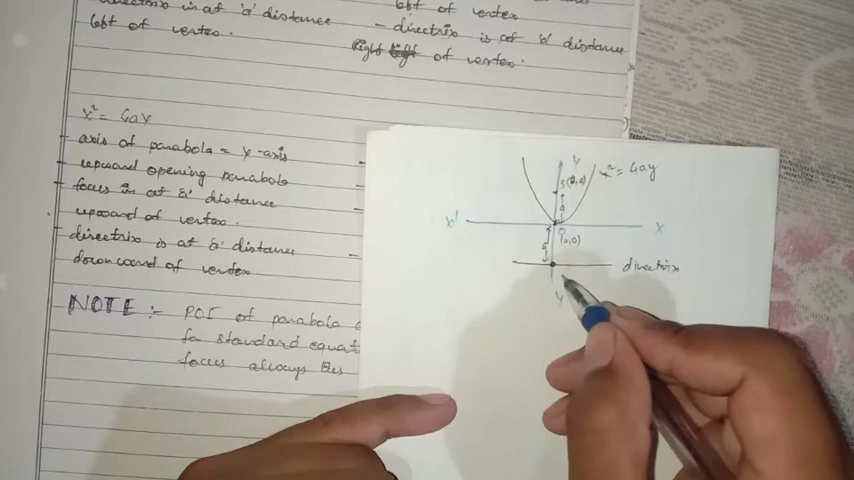 left of vertex
directrix is at 'a' distance
left of vertex.
- directrix is at 'a' distance
Right of vertex.
x² = 4ay
axis of parabola = y-axis
upward opening parabola
focus is at 'a' distance
upward of vertex.
directrix is at 'a' distance
downward of vertex
NOTE :- POI of parabola
for standard equat
focus always lies
Y
x² = 4ay
a
X' X
O
(0,0)
a
directrix
Y